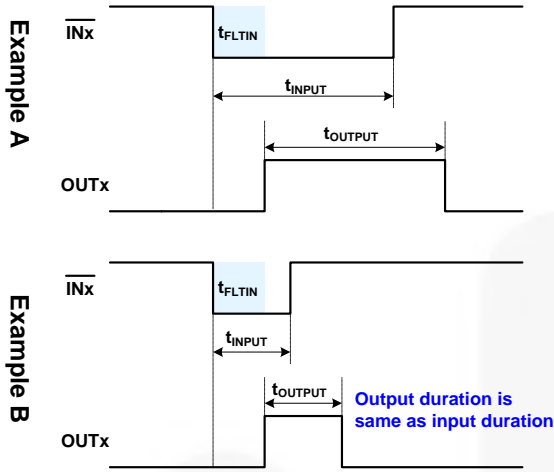 Example A
INx
tFLTIN
tINPUT
tOUTPUT
OUTx
Example B
INx
tFLTIN
tINPUT
tOUTPUT
Output duration is
same as input duration
OUTx